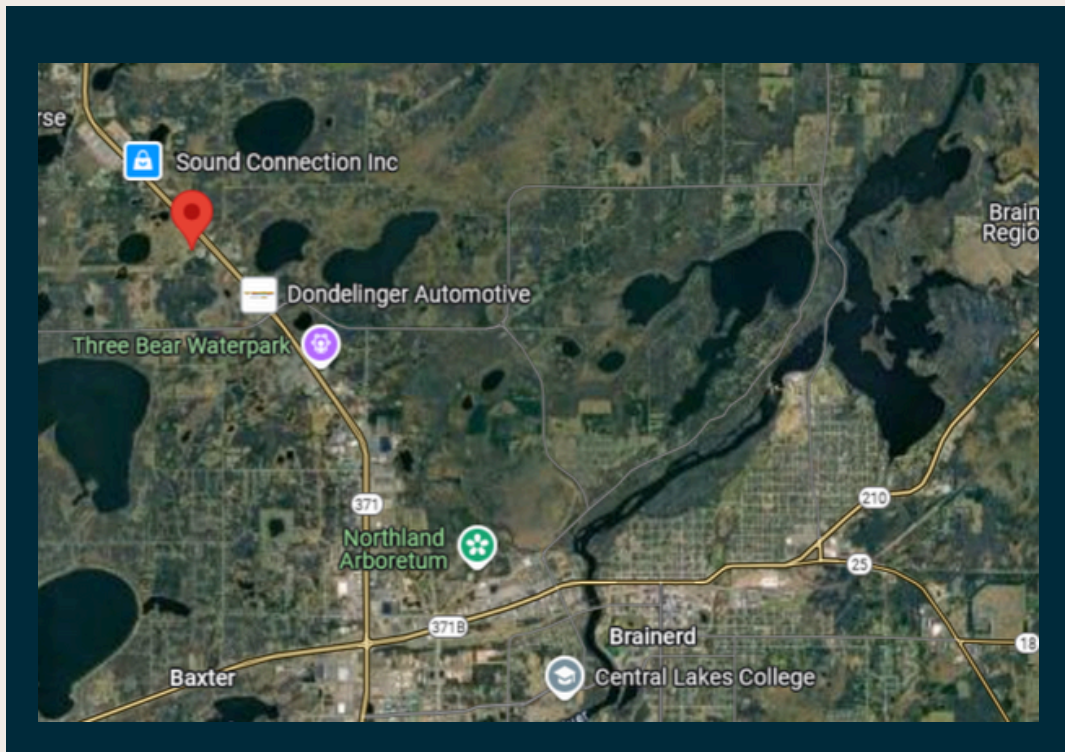 rse
Sound Connection Inc
Brain
Regio
Dondelinger Automotive
Three Bear Waterpark
371
210
Northland
Arboretum
25
371B
Brainerd
18
Baxter
Central Lakes College